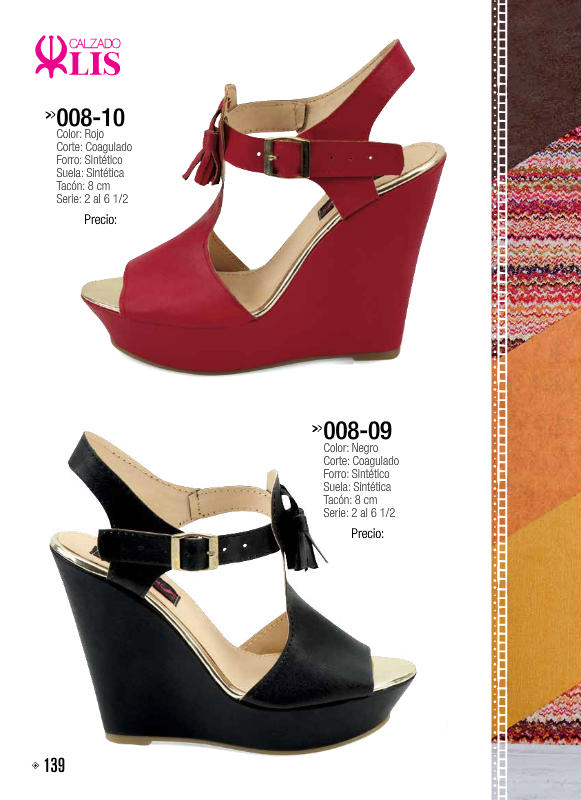 CALZADO
LIS
008-10
Color: Rojo
Corte: Coagulado
Forro: Sintético
Suela: Sintética
Tacón: 8 cm
Serie: 2 al 6 1/2
Precio:
008-09
Color: Negro
Corte: Coagulado
Forro: Sintético
Suela: Sintética
Tacón: 8 cm
Serie: 2 al 6 1/2
Precio:
139